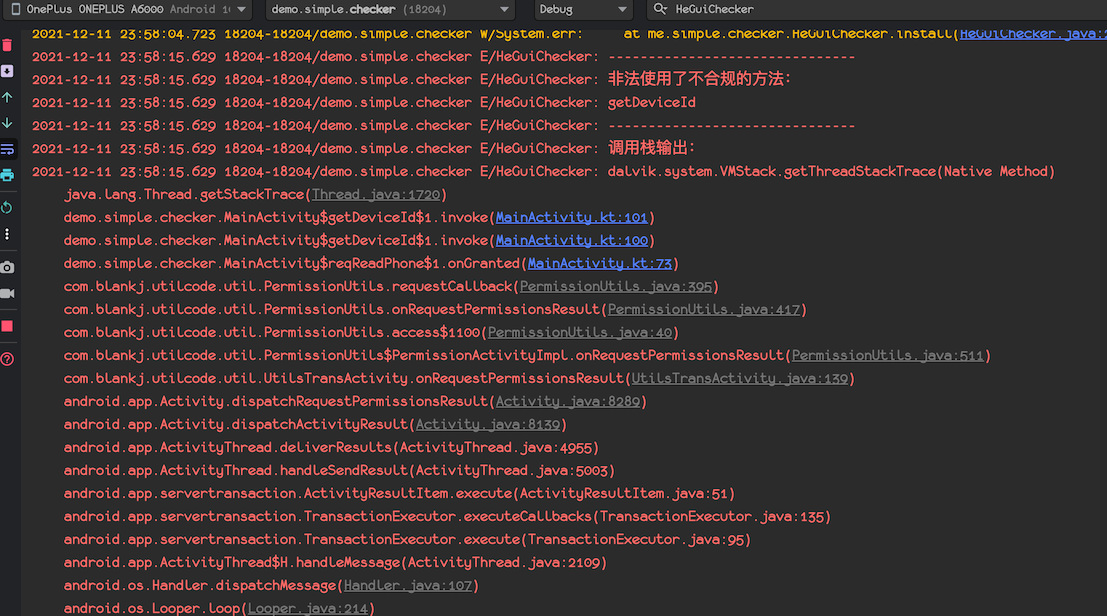 OnePlus ONEPLUS A6000 Android 1
demo.simple.checker (18204)
Debug
HeGuiChecker
2021-12-11 23:58:04.723 18204-18204/demo.simple.checker W/System.err:     at me.simple.checker.HeGuiChecker.install(HeGuiChecker.java:
2021-12-11 23:58:15.629 18204-18204/demo.simple.checker E/HeGuiChecker: -------------------------------
2021-12-11 23:58:15.629 18204-18204/demo.simple.checker E/HeGuiChecker: 非法使用了不合规的方法:
2021-12-11 23:58:15.629 18204-18204/demo.simple.checker E/HeGuiChecker: getDeviceId
2021-12-11 23:58:15.629 18204-18204/demo.simple.checker E/HeGuiChecker: -------------------------------
2021-12-11 23:58:15.629 18204-18204/demo.simple.checker E/HeGuiChecker: 调用栈输出:
2021-12-11 23:58:15.629 18204-18204/demo.simple.checker E/HeGuiChecker: dalvik.system.VMStack.getThreadStackTrace(Native Method)
java.lang.Thread.getStackTrace(Thread.java:1720)
demo.simple.checker.MainActivity$getDeviceId$1.invoke(MainActivity.kt:101)
demo.simple.checker.MainActivity$getDeviceId$1.invoke(MainActivity.kt:100)
demo.simple.checker.MainActivity$reqReadPhone$1.onGranted(MainActivity.kt:73)
com.blankj.utilcode.util.PermissionUtils.requestCallback(PermissionUtils.java:395)
com.blankj.utilcode.util.PermissionUtils.onRequestPermissionsResult(PermissionUtils.java:417)
com.blankj.utilcode.util.PermissionUtils.access$1100(PermissionUtils.java:40)
com.blankj.utilcode.util.PermissionUtils$PermissionActivityImpl.onRequestPermissionsResult(PermissionUtils.java:511)
com.blankj.utilcode.util.UtilsTransActivity.onRequestPermissionsResult(UtilsTransActivity.java:139)
android.app.Activity.dispatchRequestPermissionsResult(Activity.java:8289)
android.app.Activity.dispatchActivityResult(Activity.java:8139)
android.app.ActivityThread.deliverResults(ActivityThread.java:4955)
android.app.ActivityThread.handleSendResult(ActivityThread.java:5003)
android.app.servertransaction.ActivityResultItem.execute(ActivityResultItem.java:51)
android.app.servertransaction.TransactionExecutor.executeCallbacks(TransactionExecutor.java:135)
android.app.servertransaction.TransactionExecutor.execute(TransactionExecutor.java:95)
android.app.ActivityThread$H.handleMessage(ActivityThread.java:2109)
android.os.Handler.dispatchMessage(Handler.java:107)
android.os.Looper.loop(Looper.java:214)